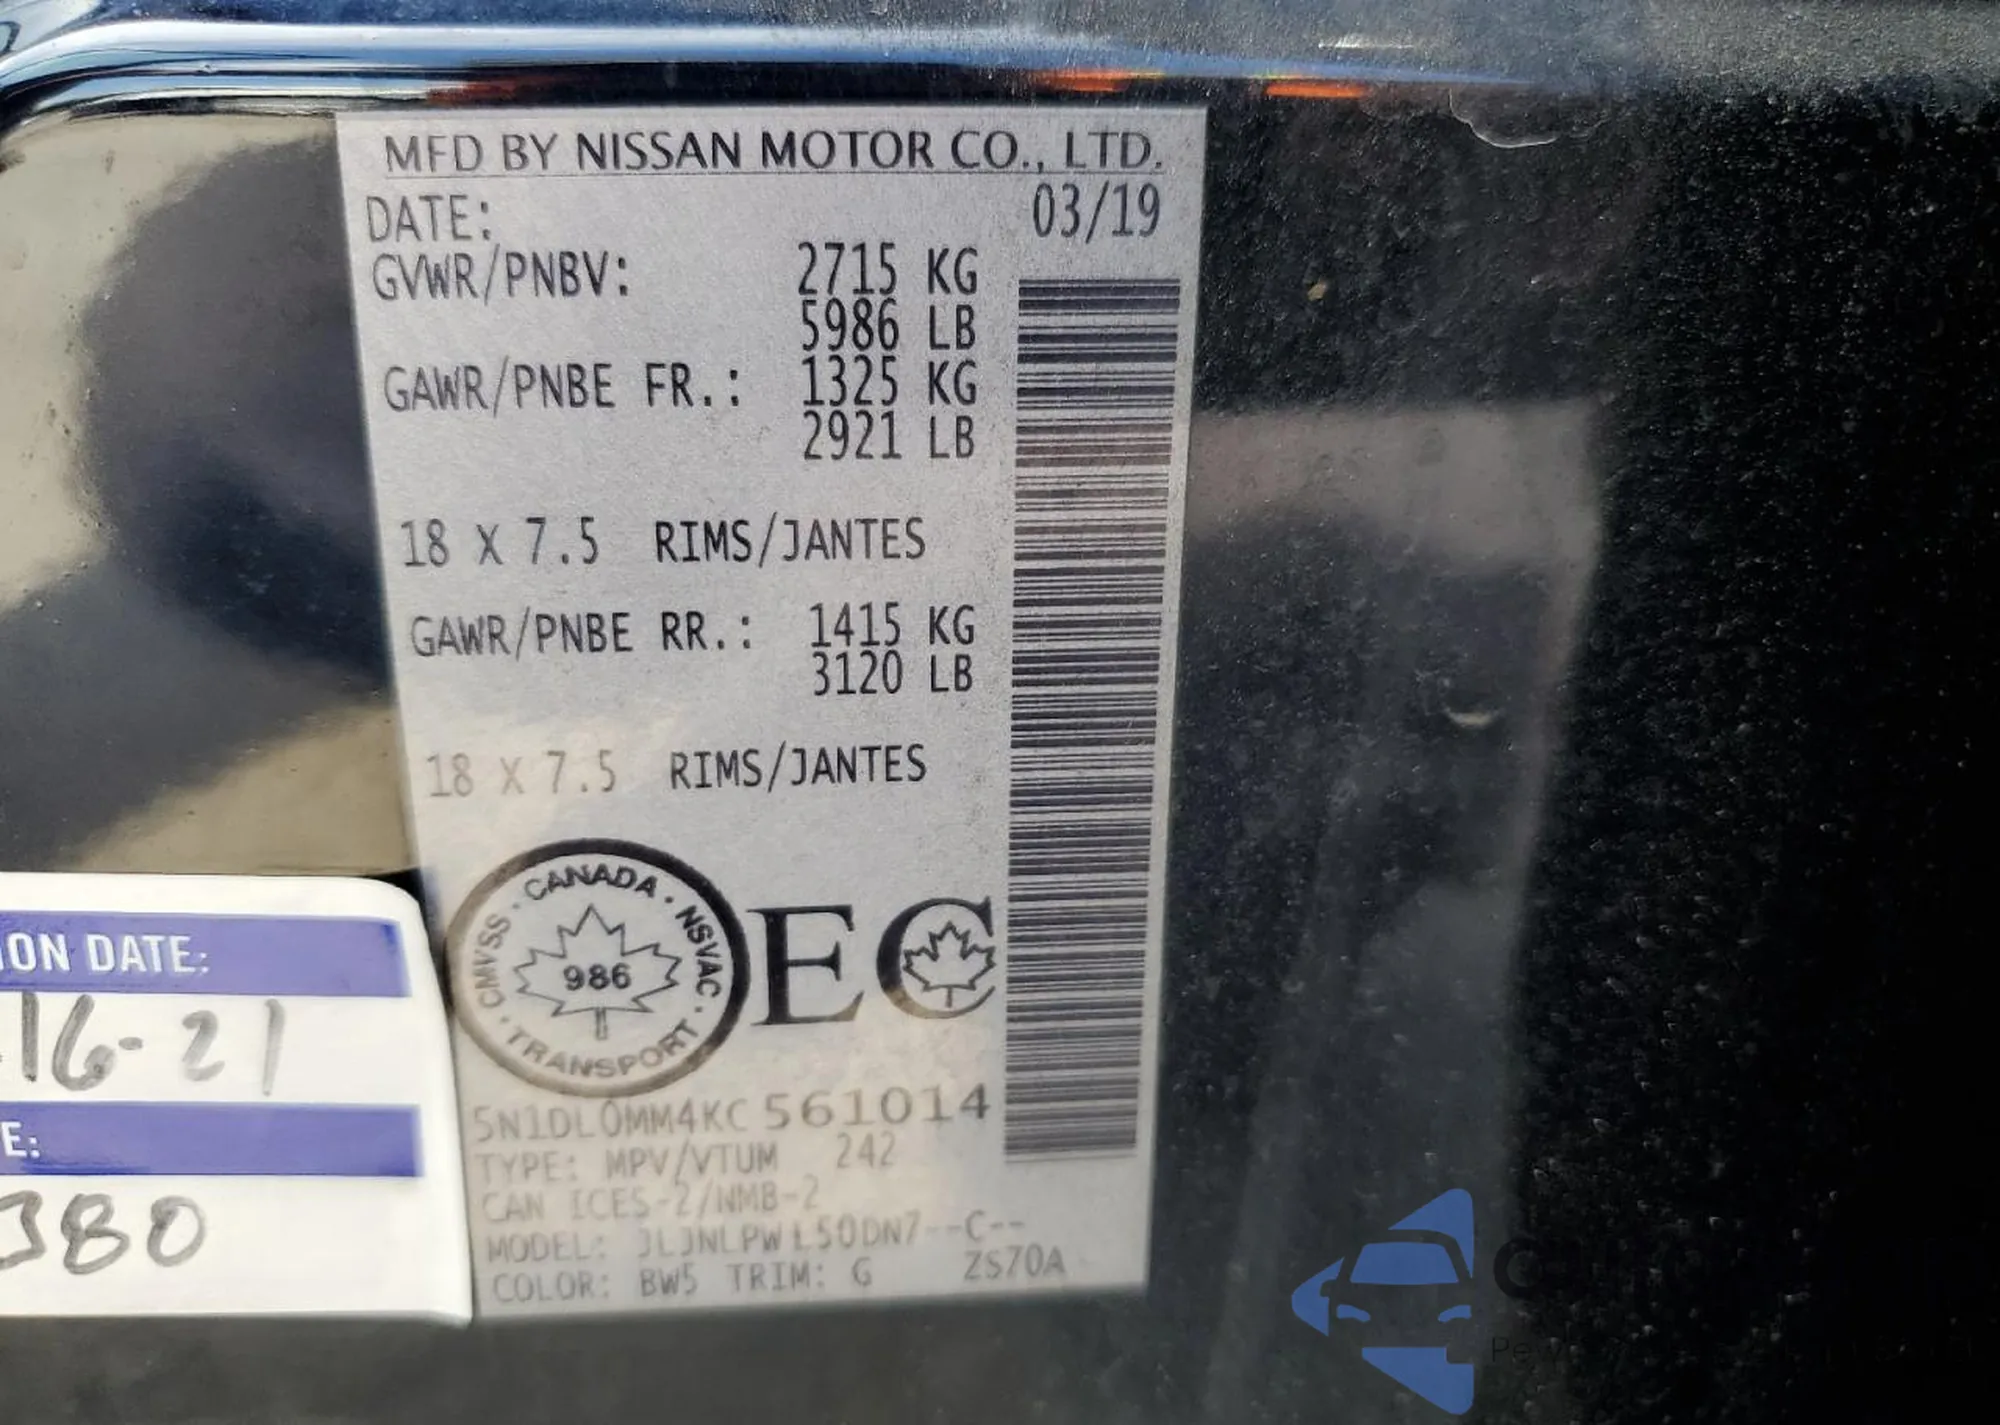 MFD BY NISSAN MOTOR CO., LTD.
DATE: 03/19
GVWR/PNBV: 2715 KG
5986 LB
GAWR/PNBE FR.: 1325 KG
2921 LB
18 X 7.5 RIMS/JANTES
GAWR/PNBE RR.: 1415 KG
3120 LB
18 X 7.5 RIMS/JANTES
CANADA · NSVAC · TRANSPORT · CMVSS ·
986
EC
5N1DL0MM4KC561014
TYPE: MPV/VTUM 242
CAN ICES-2/NMB-2
MODEL: JLJNLPWL50DN7--C--
COLOR: BW5 TRIM: G ZS70A
ION DATE:
16-21
E:
380